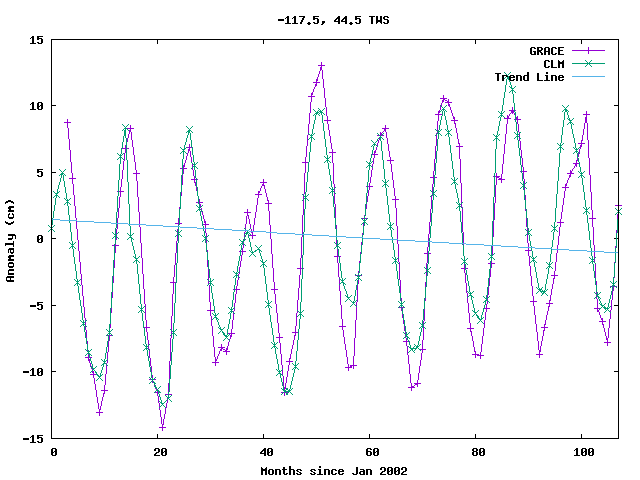 -117.5, 44.5 TWS
GRACE
CLM
Trend Line
15
10
5
0
-5
-10
-15
Anomaly (cm)
0 20 40 60 80 100
Months since Jan 2002